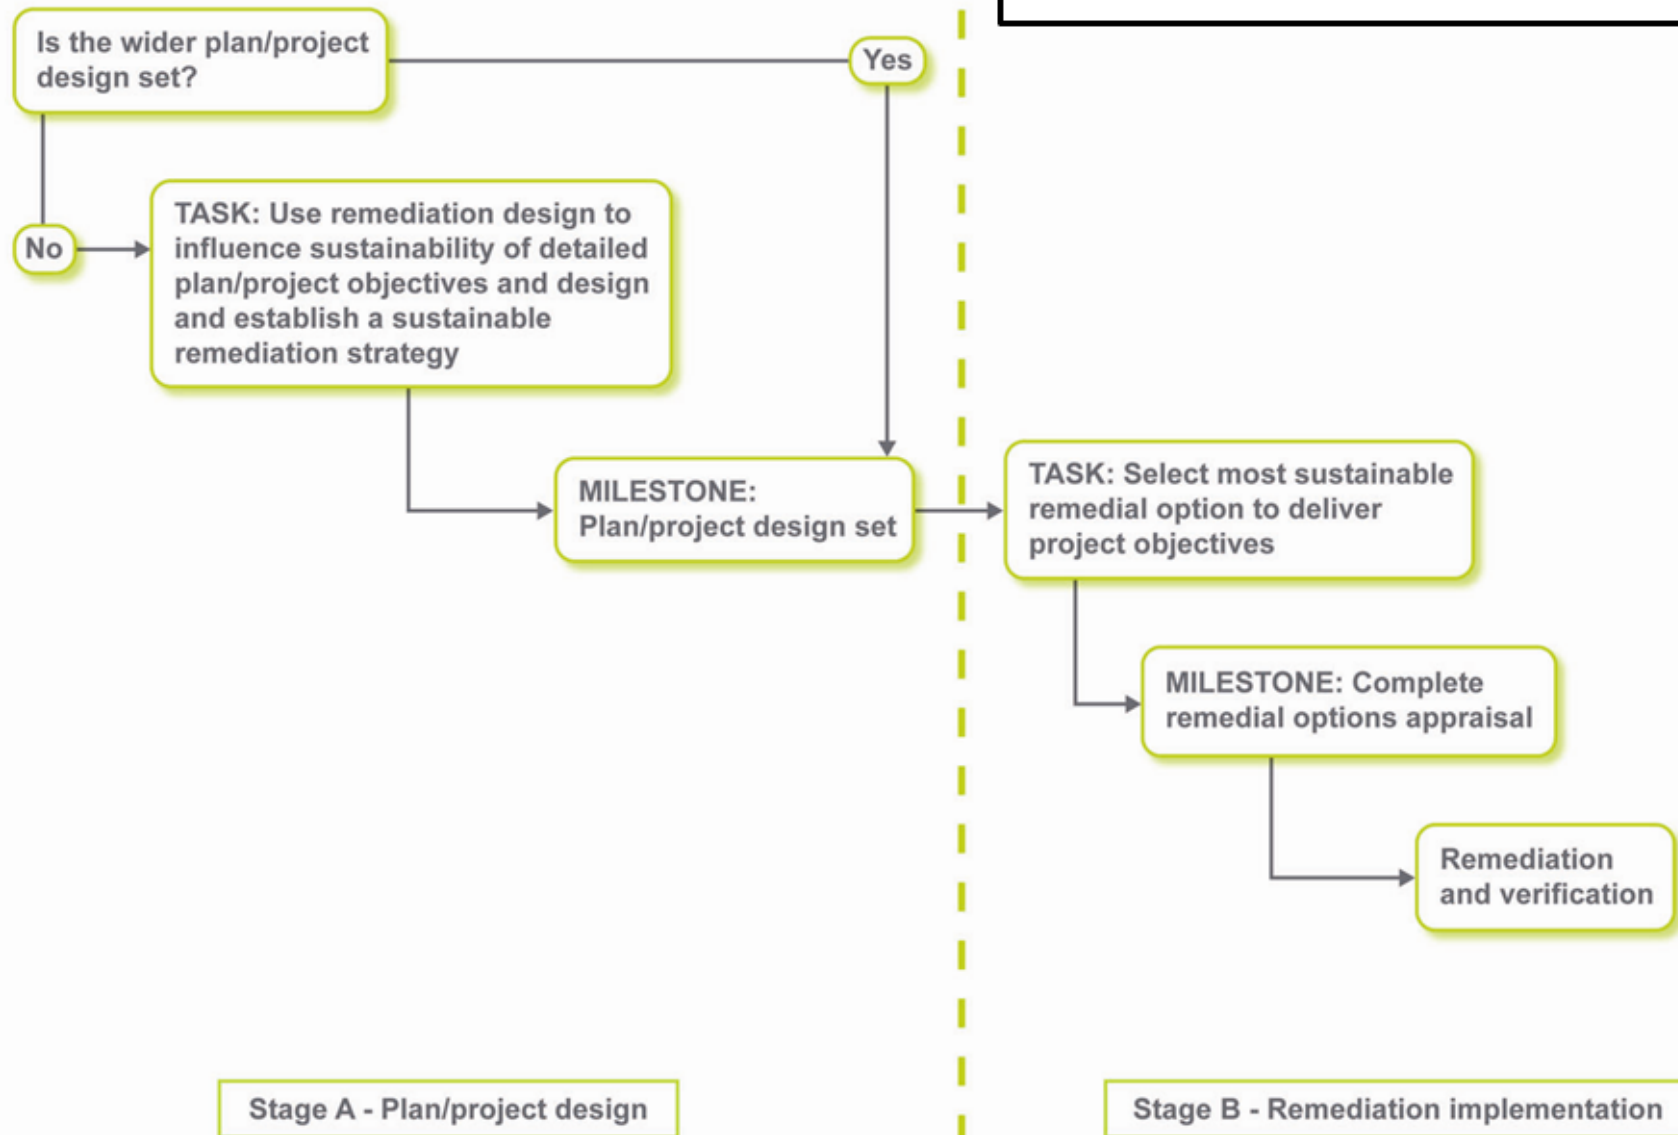 Is the wider plan/project
design set?
Yes
No
TASK: Use remediation design to
influence sustainability of detailed
plan/project objectives and design
and establish a sustainable
remediation strategy
MILESTONE:
Plan/project design set
TASK: Select most sustainable
remedial option to deliver
project objectives
MILESTONE: Complete
remedial options appraisal
Remediation
and verification
Stage A - Plan/project design
Stage B - Remediation implementation